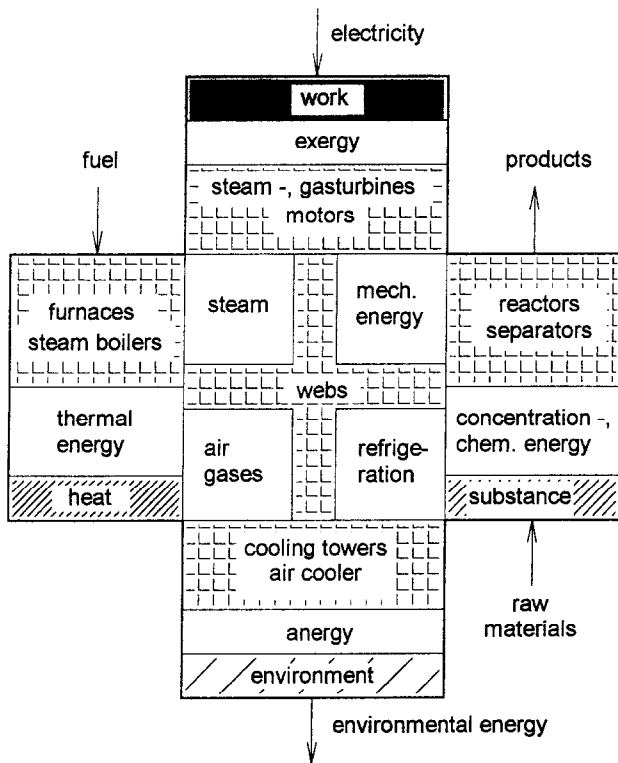 electricity
work
exergy
fuel
products
steam -, gasturbines
motors
furnaces
steam boilers
steam
mech.
energy
reactors
separators
webs
thermal
energy
air
gases
refrige-
ration
concentration -,
chem. energy
heat
substance
cooling towers
air cooler
raw
materials
anergy
environment
environmental energy